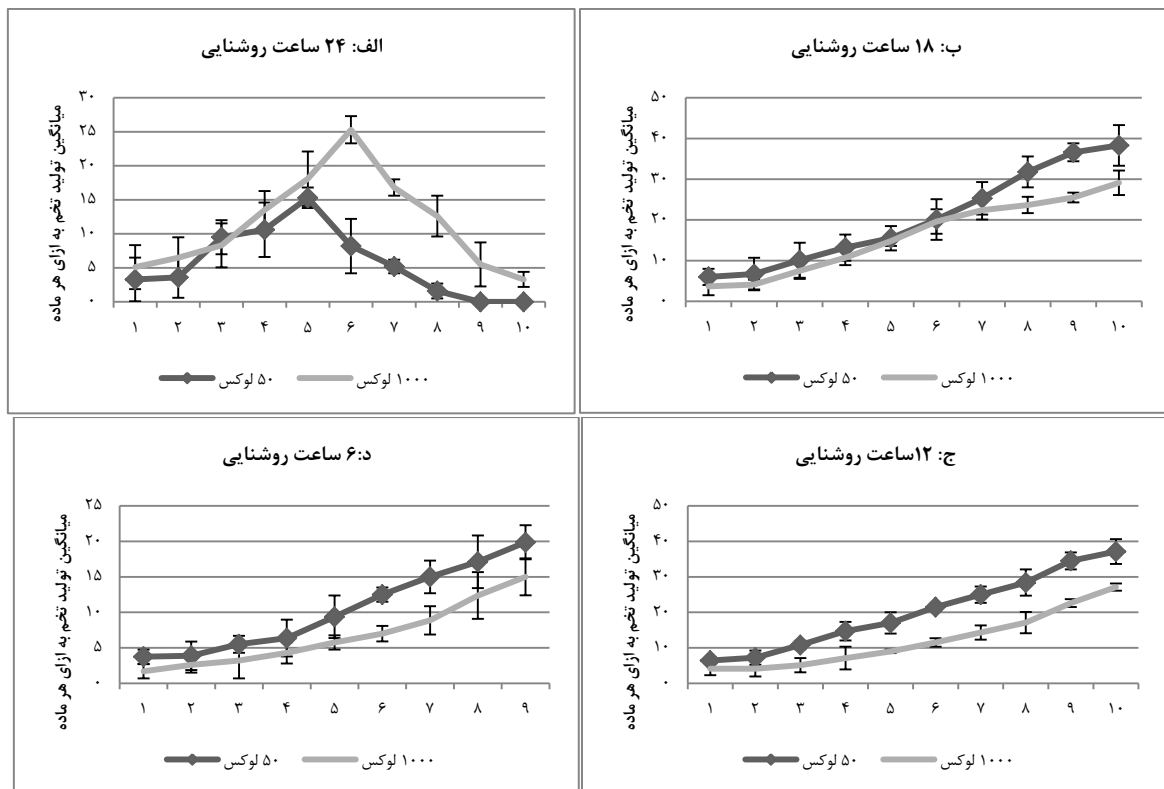 الف: ۲۴ ساعت روشنایی
میانگین تولید تخم به ازای هر ماده
۳۰
۲۵
۲۰
۱۵
۱۰
۵
۰
۱ ۲ ۳ ۴ ۵ ۶ ۷ ۸ ۹ ۱۰
۵۰ لوکس ۱۰۰۰ لوکس
ب: ۱۸ ساعت روشنایی
میانگین تولید تخم به ازای هر ماده
۵۰
۴۰
۳۰
۲۰
۱۰
۰
۱ ۲ ۳ ۴ ۵ ۶ ۷ ۸ ۹ ۱۰
۵۰ لوکس ۱۰۰۰ لوکس
د:۶ ساعت روشنایی
میانگین تولید تخم به ازای هر ماده
۲۵
۲۰
۱۵
۱۰
۵
۰
۱ ۲ ۳ ۴ ۵ ۶ ۷ ۸ ۹
۵۰ لوکس ۱۰۰۰ لوکس
ج: ۱۲ساعت روشنایی
میانگین تولید تخم به ازای هر ماده
۵۰
۴۰
۳۰
۲۰
۱۰
۰
۱ ۲ ۳ ۴ ۵ ۶ ۷ ۸ ۹ ۱۰
۵۰ لوکس ۱۰۰۰ لوکس